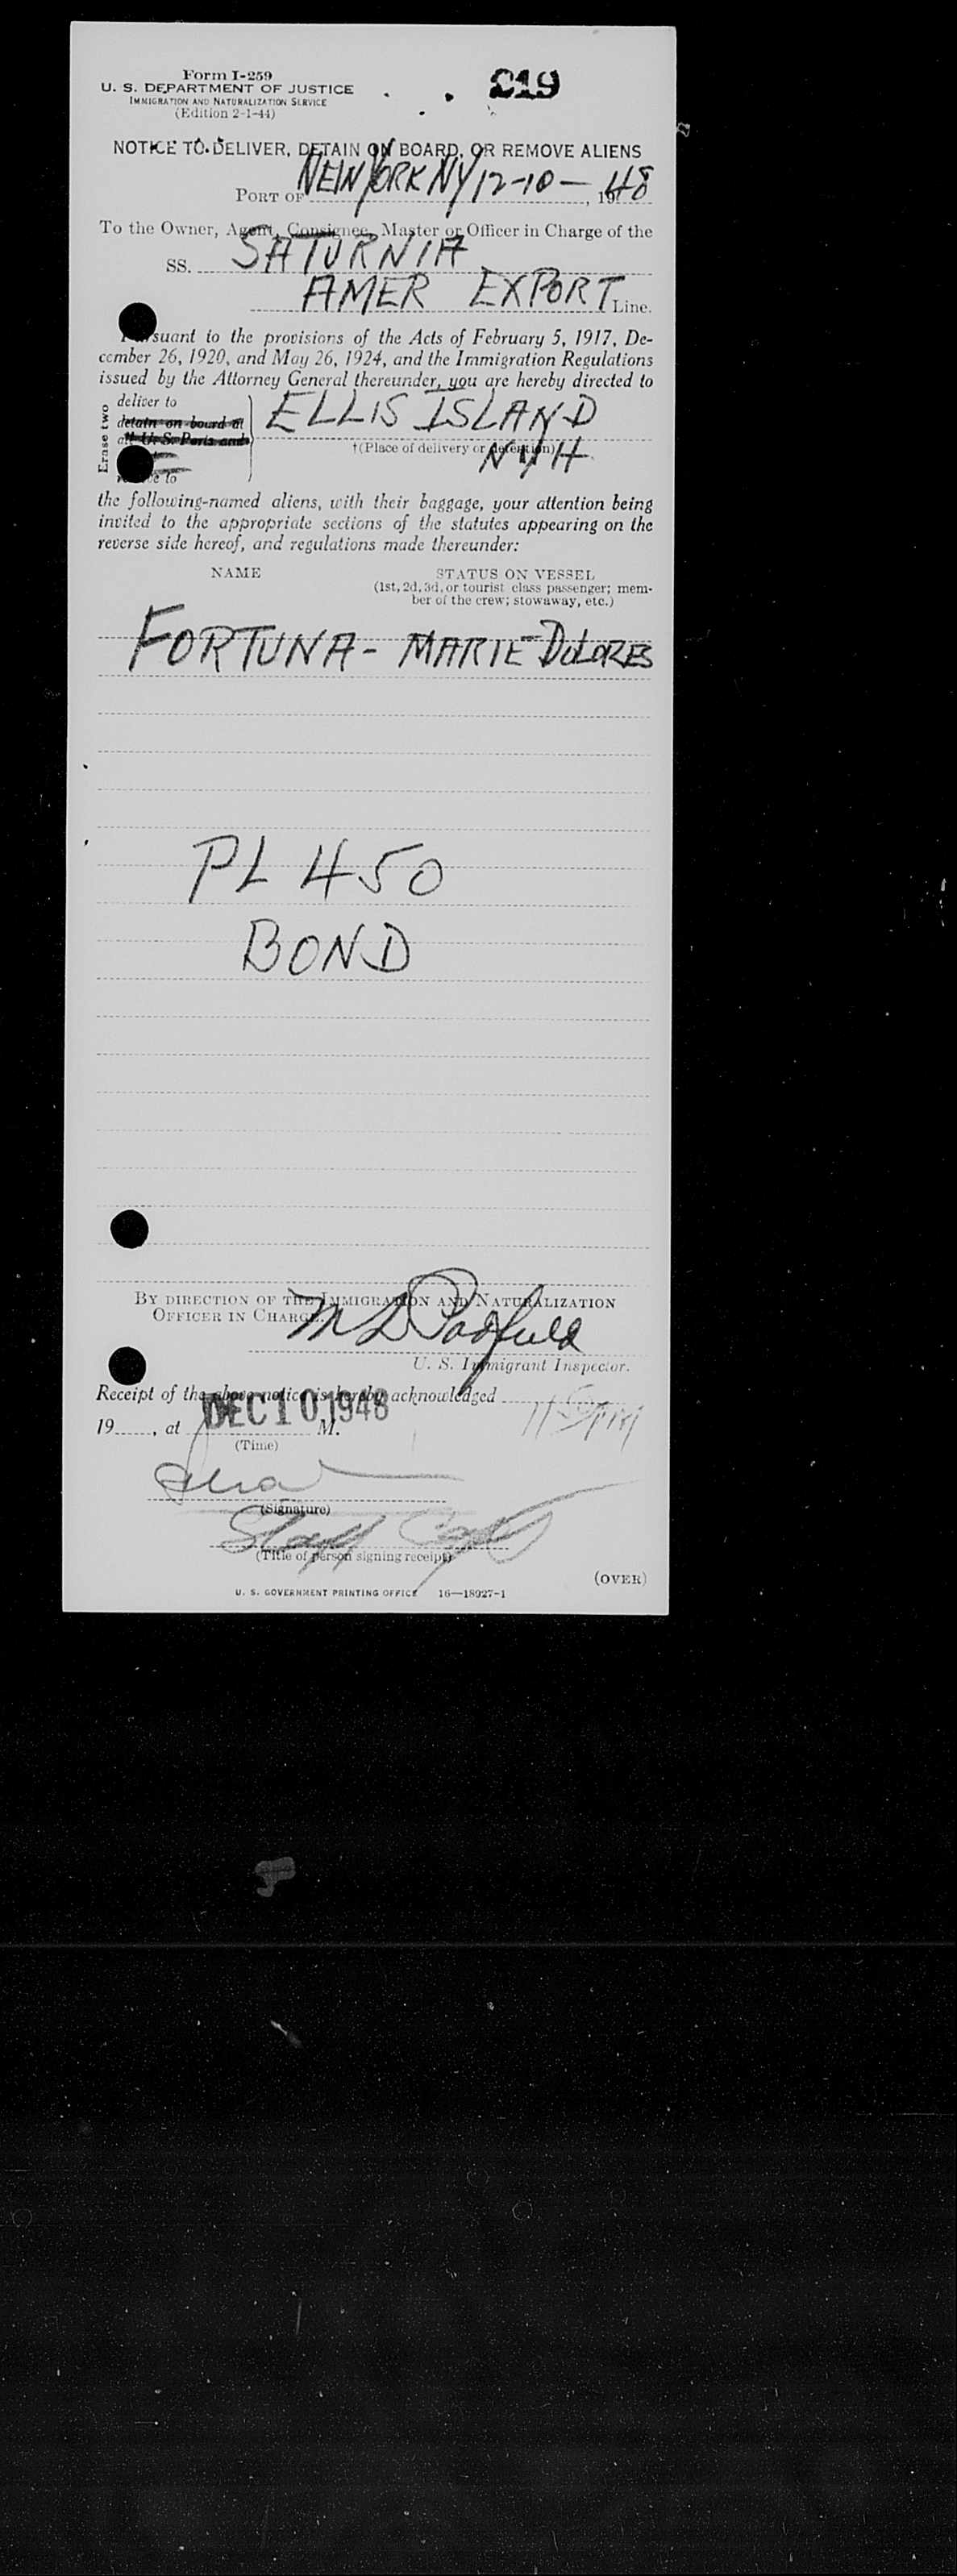 Form I-259
U. S. DEPARTMENT OF JUSTICE
IMMIGRATION AND NATURALIZATION SERVICE
(Edition 2-1-44)
219
NOTICE TO DELIVER, DETAIN ON BOARD, OR REMOVE ALIENS
PORT OF NEW YORK NY 12-10-, 1948
To the Owner, Agent, Consignee, Master or Officer in Charge of the
SS. SATURNIA
AMER EXPORT Line.
suant to the provisions of the Acts of February 5, 1917, De-
cember 26, 1920, and May 26, 1924, and the Immigration Regulations
issued by the Attorney General thereunder, you are hereby directed to
Erase two
deliver to
detain on board at
all U. S. Ports and
e to
ELLIS ISLAND
†(Place of delivery or detention)
NYH
the following-named aliens, with their baggage, your attention being
invited to the appropriate sections of the statutes appearing on the
reverse side hereof, and regulations made thereunder:
NAME STATUS ON VESSEL
(1st, 2d, 3d, or tourist class passenger; mem-
ber of the crew; stowaway, etc.)
FORTUNA - MARIE - DOLORES
PL 450
BOND
BY DIRECTION OF THE IMMIGRATION AND NATURALIZATION
OFFICER IN CHARGE.
U. S. Immigrant Inspector.
Receipt of the above notice is hereby acknowledged
DEC 10 1948
19, at M.
(Time)
(Signature)
Staff Capt
(Title of person signing receipt)
(OVER)
U. S. GOVERNMENT PRINTING OFFICE 16—18927-1